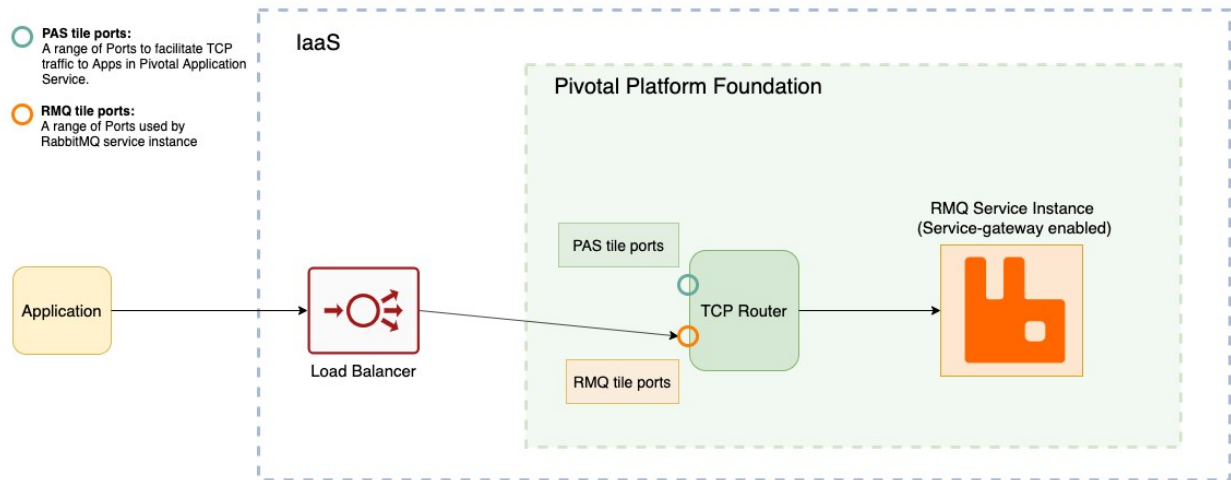 PAS tile ports:
A range of Ports to facilitate TCP
traffic to Apps in Pivotal Application
Service.
RMQ tile ports:
A range of Ports used by
RabbitMQ service instance
IaaS
Pivotal Platform Foundation
RMQ Service Instance
(Service-gateway enabled)
PAS tile ports
Application
TCP Router
Load Balancer
RMQ tile ports